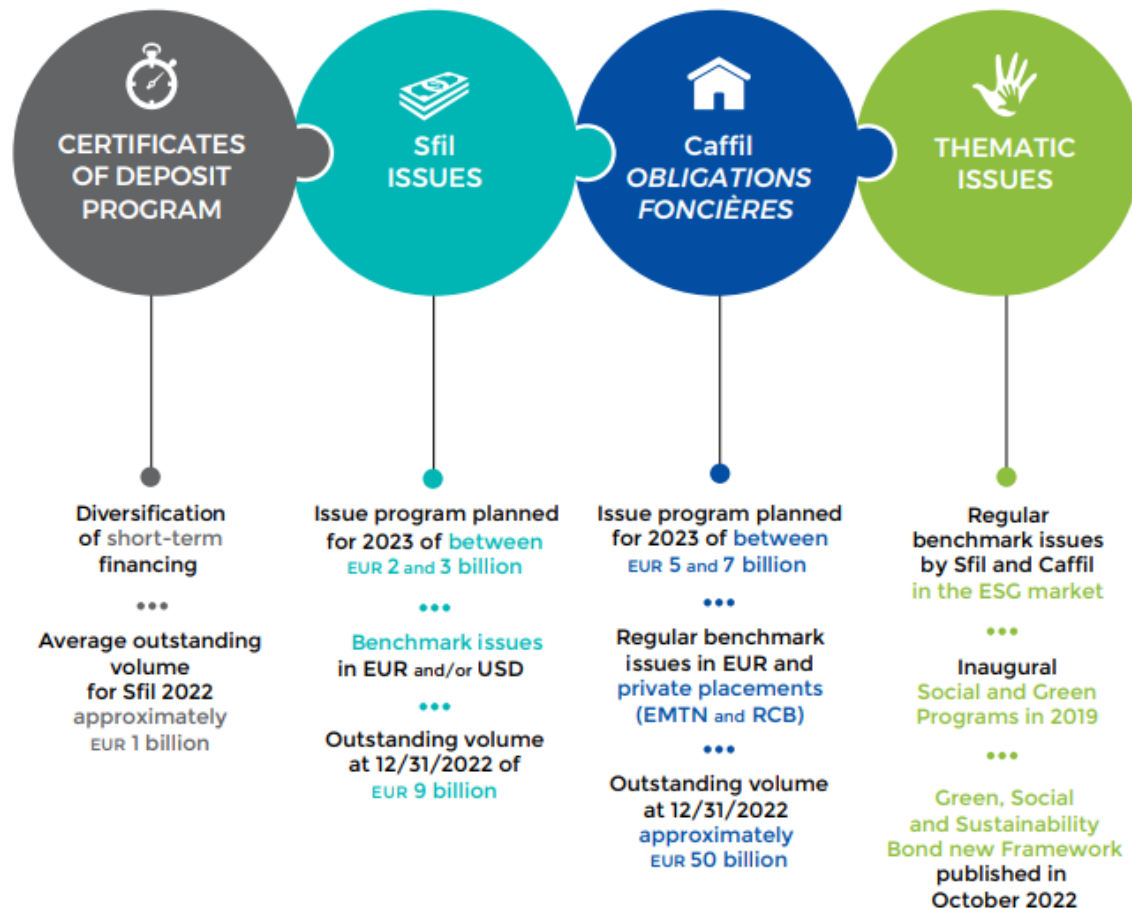 CERTIFICATES
OF DEPOSIT
PROGRAM
Diversification
of short-term
financing
•••
Average outstanding
volume
for Sfil 2022
approximately
EUR 1 billion
Sfil
ISSUES
Issue program planned
for 2023 of between
EUR 2 and 3 billion
•••
Benchmark issues
in EUR and/or USD
•••
Outstanding volume
at 12/31/2022 of
EUR 9 billion
Caffil
OBLIGATIONS
FONCIÈRES
Issue program planned
for 2023 of between
EUR 5 and 7 billion
•••
Regular benchmark
issues in EUR and
private placements
(EMTN and RCB)
•••
Outstanding volume
at 12/31/2022
approximately
EUR 50 billion
THEMATIC
ISSUES
Regular
benchmark issues
by Sfil and Caffil
in the ESG market
•••
Inaugural
Social and Green
Programs in 2019
•••
Green, Social
and Sustainability
Bond new Framework
published in
October 2022